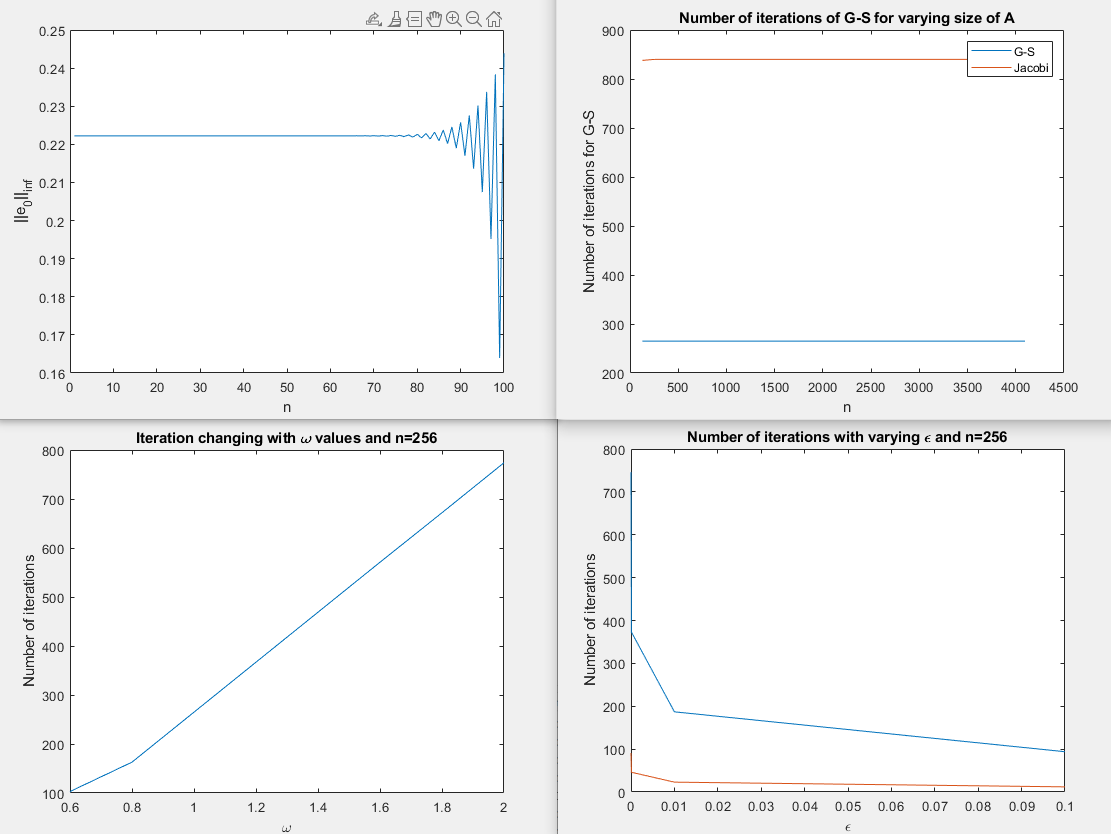 0.25
0.24
0.23
0.22
0.21
0.2
0.19
0.18
0.17
0.16
||e0||inf
0 10 20 30 40 50 60 70 80 90 100
n
Number of iterations of G-S for varying size of A
900
800
700
600
500
400
300
200
Number of iterations for G-S
G-S
Jacobi
0 500 1000 1500 2000 2500 3000 3500 4000 4500
n
Iteration changing with ω values and n=256
800
700
600
500
400
300
200
100
Number of iterations
0.6 0.8 1 1.2 1.4 1.6 1.8 2
ω
Number of iterations with varying ϵ and n=256
800
700
600
500
400
300
200
100
0
Number of iterations
0 0.01 0.02 0.03 0.04 0.05 0.06 0.07 0.08 0.09 0.1
ϵ